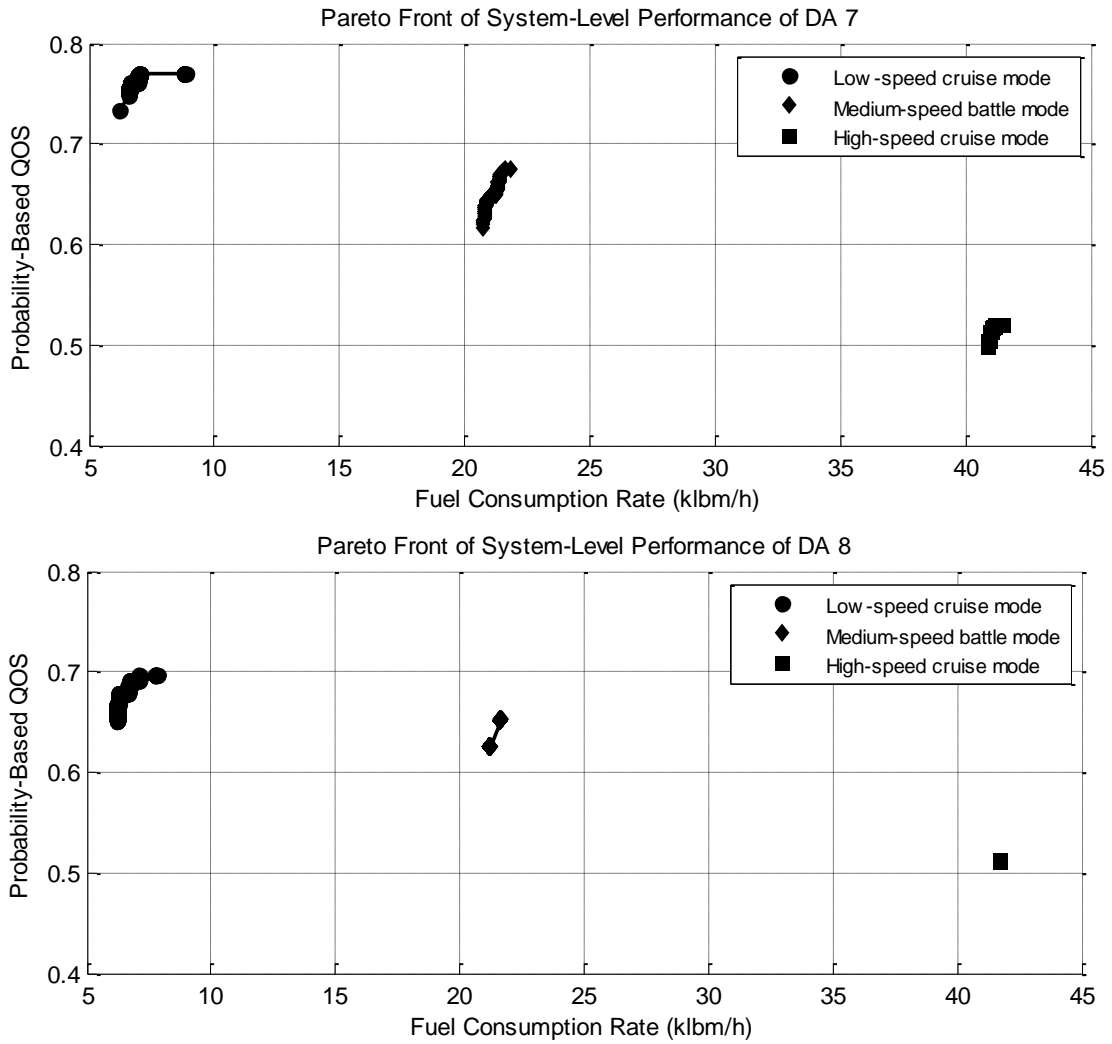 Pareto Front of System-Level Performance of DA 7
0.8
0.7
0.6
0.5
0.4
Probability-Based QOS
Low-speed cruise mode
Medium-speed battle mode
High-speed cruise mode
5 10 15 20 25 30 35 40 45
Fuel Consumption Rate (klbm/h)
Pareto Front of System-Level Performance of DA 8
0.8
0.7
0.6
0.5
0.4
Probability-Based QOS
Low-speed cruise mode
Medium-speed battle mode
High-speed cruise mode
5 10 15 20 25 30 35 40 45
Fuel Consumption Rate (klbm/h)